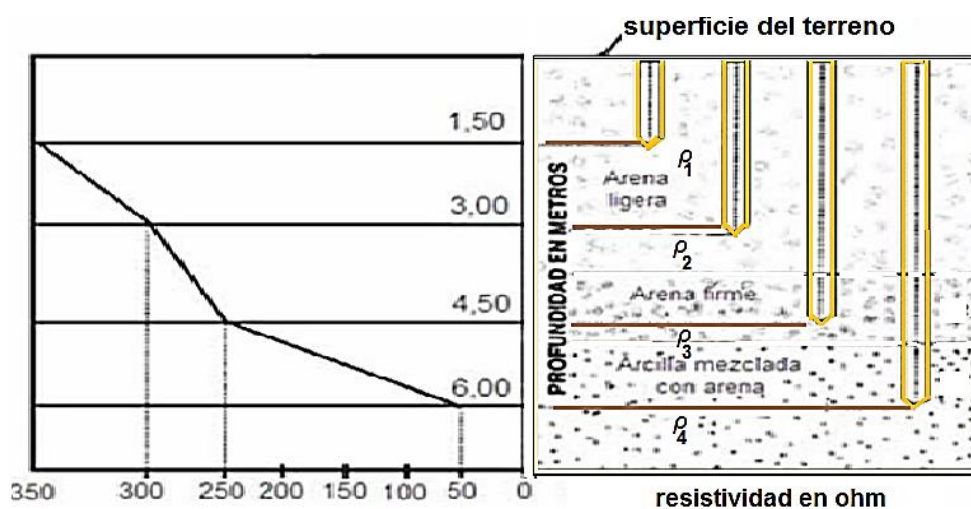 superficie del terreno
1,50
3,00
4,50
6,00
350 300 250 200 150 100 50 0
PROFUNDIDAD EN METROS
ρ1
Arena
ligera
ρ2
Arena firme
ρ3
Arcilla mezclada
con arena
ρ4
resistividad en ohm